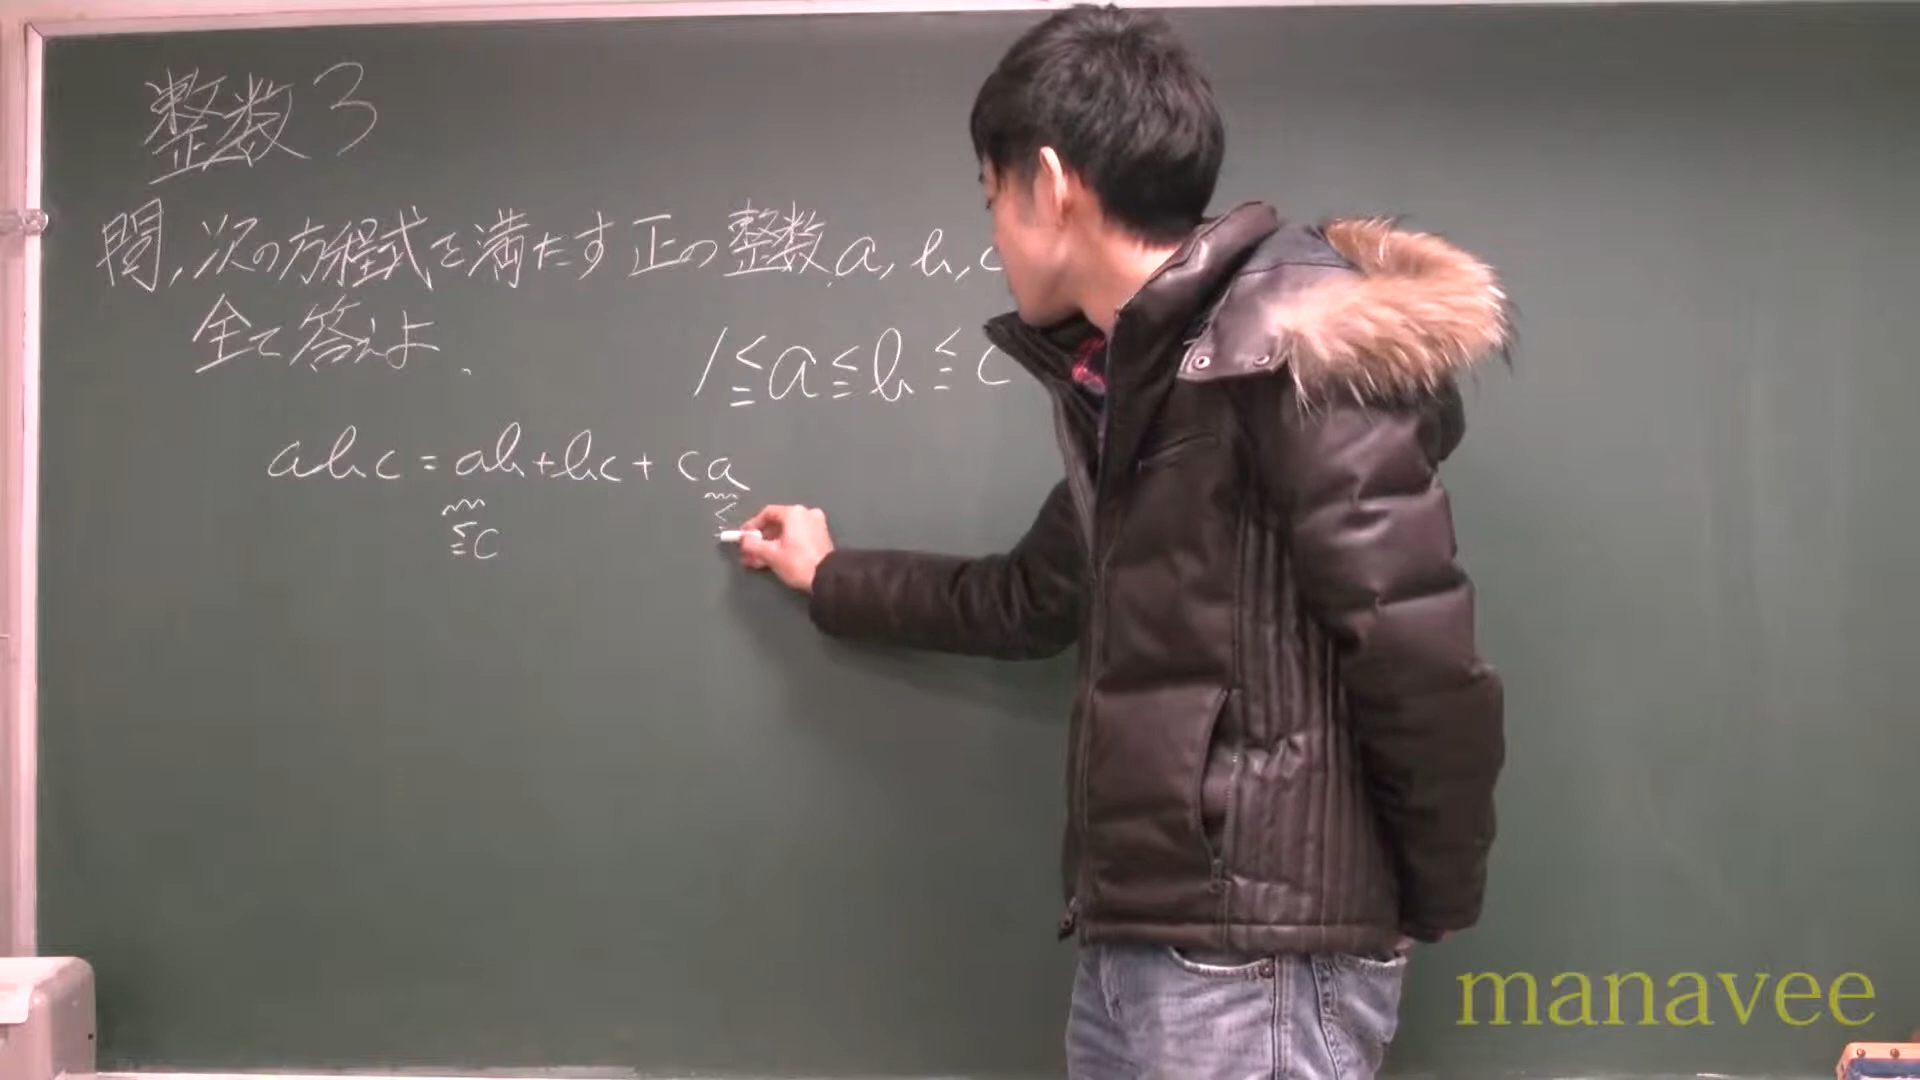 整数3
問,次の方程式を満たす正の整数a,b,c
全て答えよ.
1≦a≦b≦c
abc=ab+bc+ca
≦c
≦
manavee